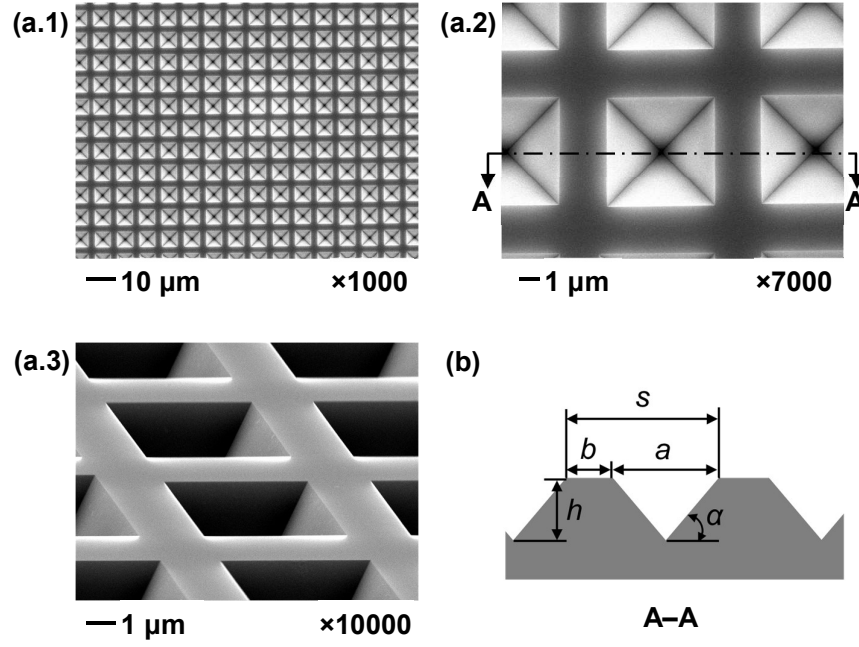 (a.1)
(a.2)
A
A
10 µm
×1000
1 µm
×7000
(a.3)
(b)
s
b
a
h
α
1 µm
×10000
A–A